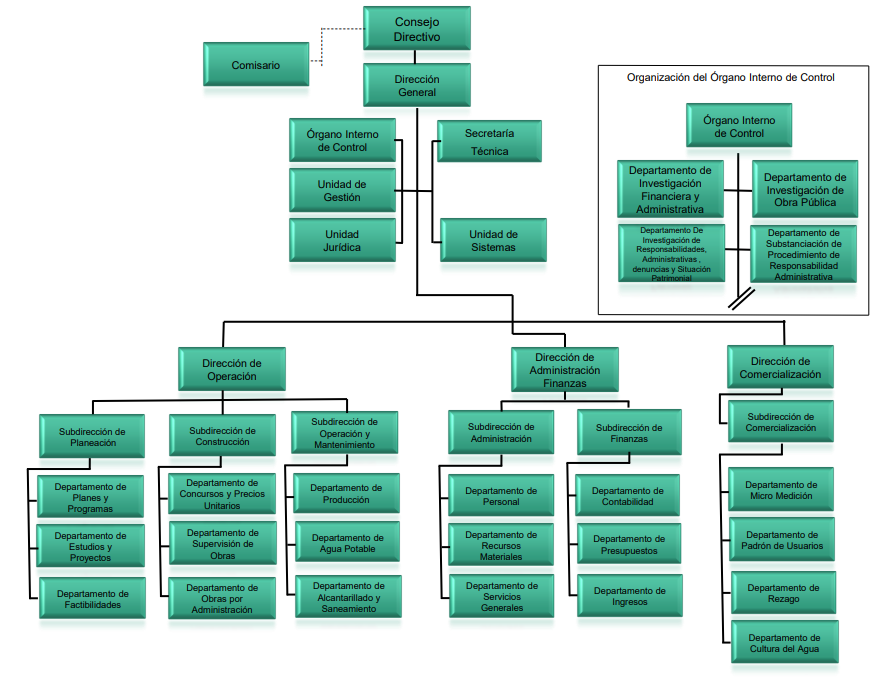 Consejo
Directivo
Comisario
Dirección
General
Órgano Interno
de Control
Secretaría
Técnica
Unidad de
Gestión
Unidad
Jurídica
Unidad de
Sistemas
Organización del Órgano Interno de Control
Órgano Interno
de Control
Departamento de
Investigación
Financiera y
Administrativa
Departamento de
Investigación de
Obra Pública
Departamento De
Investigación de
Responsabilidades,
Administrativas ,
denuncias y Situación
Patrimonial
Departamento de
Substanciación de
Procedimiento de
Responsabilidad
Administrativa
Dirección de
Operación
Dirección de
Administración
Finanzas
Dirección de
Comercialización
Subdirección de
Planeación
Subdirección de
Construcción
Subdirección de
Operación y
Mantenimiento
Subdirección de
Administración
Subdirección de
Finanzas
Subdirección de
Comercialización
Departamento de
Planes y
Programas
Departamento de
Concursos y Precios
Unitarios
Departamento de
Producción
Departamento de
Personal
Departamento de
Contabilidad
Departamento de
Micro Medición
Departamento de
Estudios y
Proyectos
Departamento de
Supervisión de
Obras
Departamento de
Agua Potable
Departamento de
Recursos
Materiales
Departamento de
Presupuestos
Departamento de
Padrón de Usuarios
Departamento de
Factibilidades
Departamento de
Obras por
Administración
Departamento de
Alcantarillado y
Saneamiento
Departamento de
Servicios
Generales
Departamento de
Ingresos
Departamento de
Rezago
Departamento de
Cultura del Agua